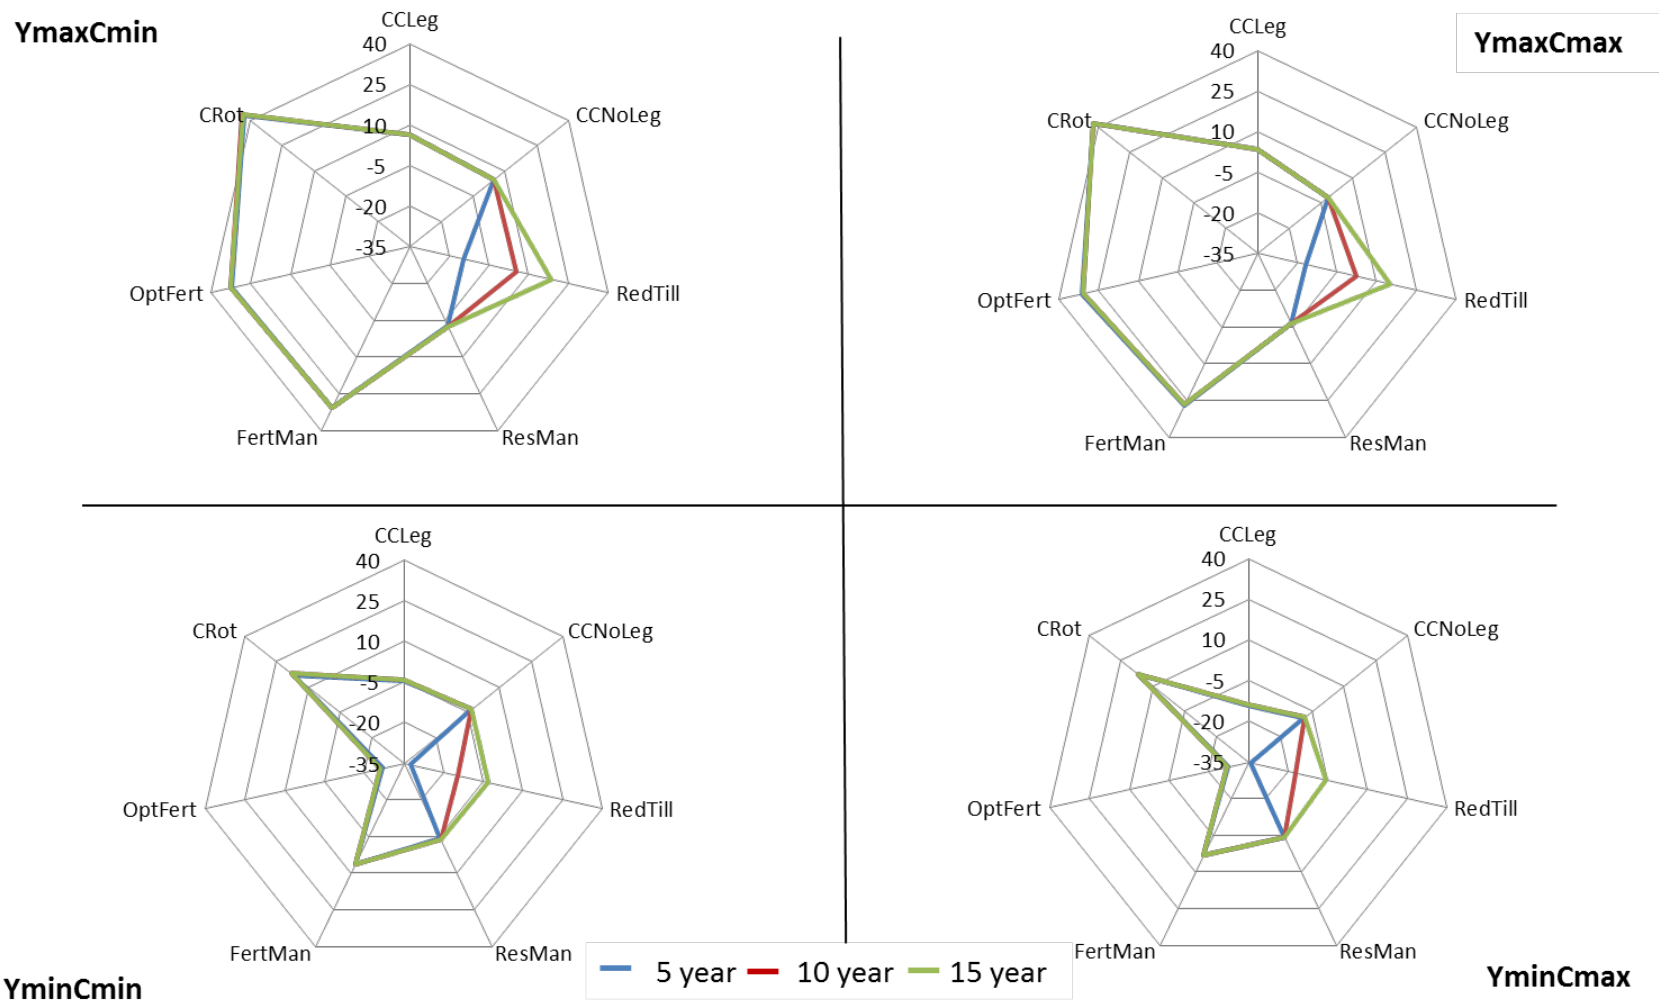 YmaxCmin
CCLeg
40
25
10
-5
-20
-35
CCNoLeg
RedTill
ResMan
FertMan
OptFert
CRot
YmaxCmax
CCLeg
40
25
10
-5
-20
-35
CCNoLeg
RedTill
ResMan
FertMan
OptFert
CRot
YminCmin
CCLeg
40
25
10
-5
-20
-35
CCNoLeg
RedTill
ResMan
FertMan
OptFert
CRot
YminCmax
CCLeg
40
25
10
-5
-20
-35
CCNoLeg
RedTill
ResMan
FertMan
OptFert
CRot
5 year 10 year 15 year